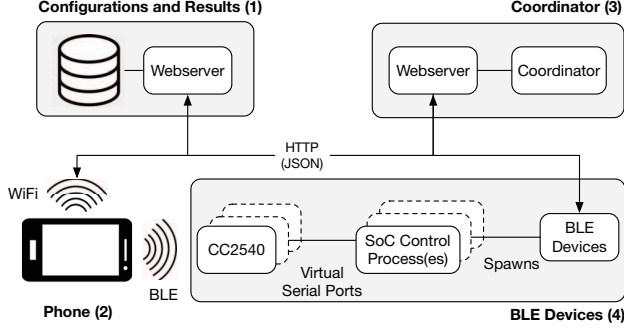 Configurations and Results (1)
Coordinator (3)
Webserver
Webserver
Coordinator
HTTP
(JSON)
WiFi
CC2540
SoC Control
Process(es)
BLE
Devices
Virtual
Serial Ports
Spawns
BLE
Phone (2)
BLE Devices (4)